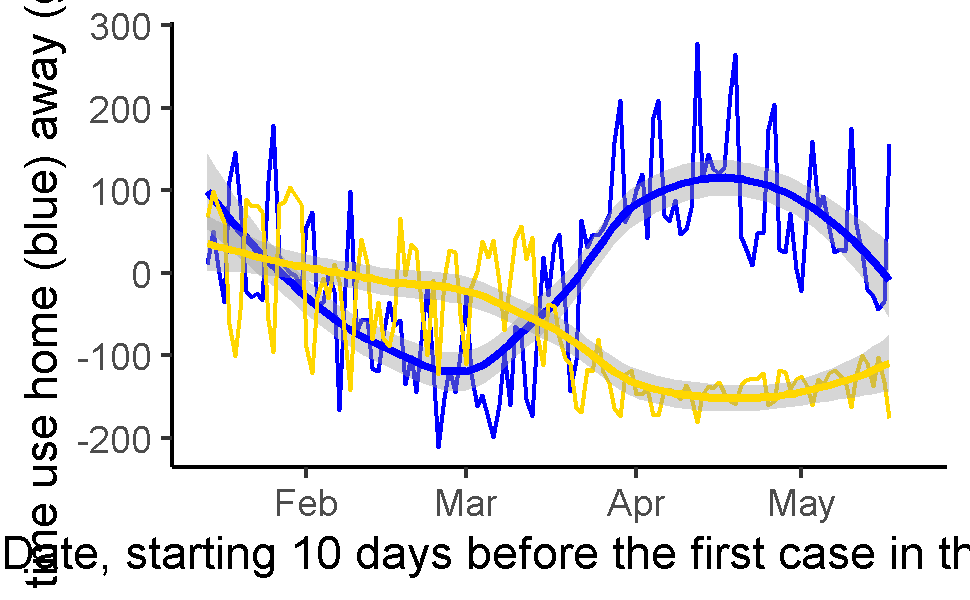 time use home (blue) away (
300
200
100
0
-100
-200
Feb Mar Apr May
Date, starting 10 days before the first case in th